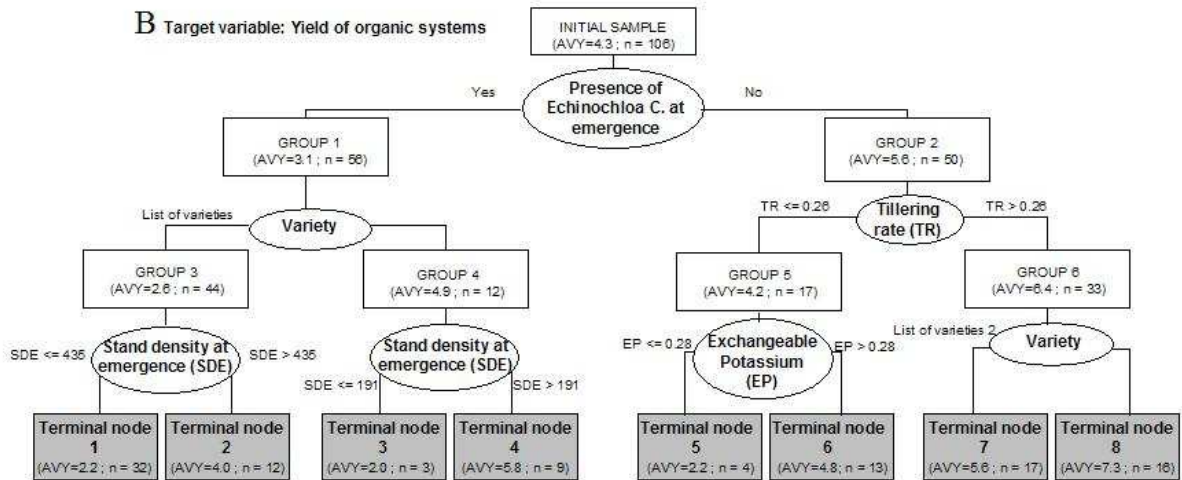 B Target variable: Yield of organic systems
INITIAL SAMPLE
(AVY=4.3 ; n = 106)
Yes
Presence of
Echinochloa C. at
emergence
No
GROUP 1
(AVY=3.1 ; n = 56)
GROUP 2
(AVY=5.6 ; n = 50)
List of varieties
Variety
TR <= 0.26
Tillering
rate (TR)
TR > 0.26
GROUP 3
(AVY=2.6 ; n = 44)
GROUP 4
(AVY=4.9 ; n = 12)
GROUP 5
(AVY=4.2 ; n = 17)
GROUP 6
(AVY=6.4 ; n = 33)
SDE <= 435
Stand density at
emergence (SDE)
SDE > 435
SDE <= 191
Stand density at
emergence (SDE)
SDE > 191
EP <= 0.28
Exchangeable
Potassium
(EP)
EP > 0.28
List of varieties 2
Variety
Terminal node
1
(AVY=2.2 ; n = 32)
Terminal node
2
(AVY=4.0 ; n = 12)
Terminal node
3
(AVY=2.0 ; n = 3)
Terminal node
4
(AVY=5.8 ; n = 9)
Terminal node
5
(AVY=2.2 ; n = 4)
Terminal node
6
(AVY=4.8 ; n = 13)
Terminal node
7
(AVY=5.6 ; n = 17)
Terminal node
8
(AVY=7.3 ; n = 16)